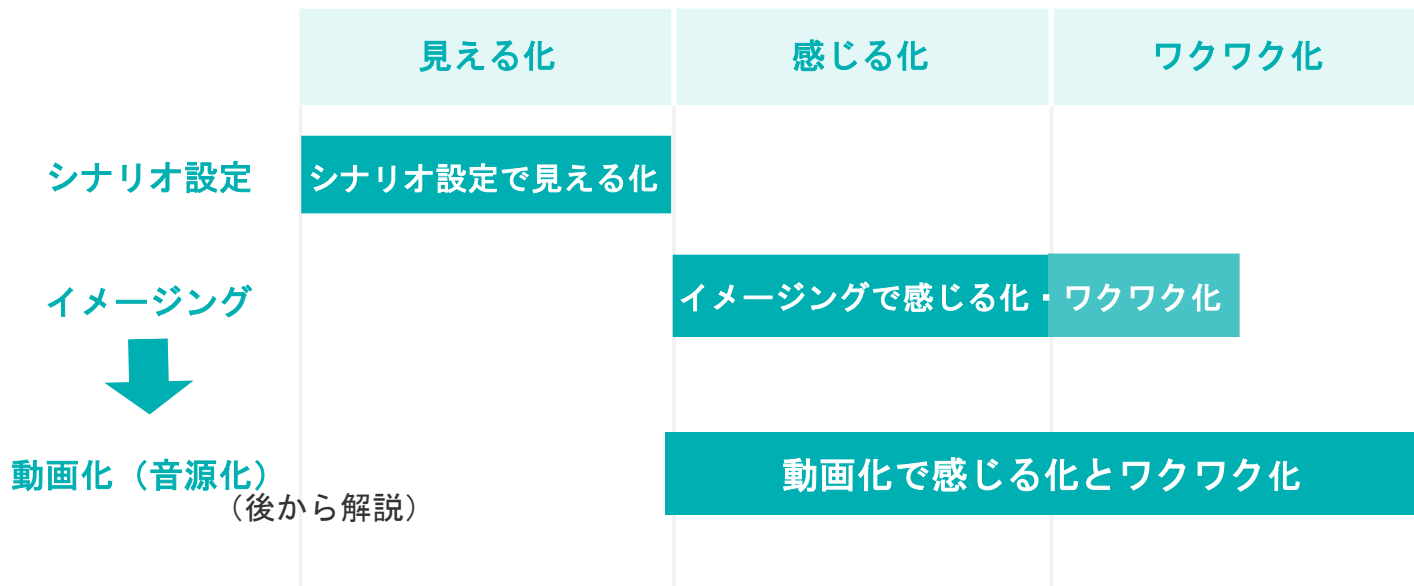 見える化
感じる化
ワクワク化
シナリオ設定
シナリオ設定で見える化
イメージング
イメージングで感じる化・ワクワク化
動画化（音源化）
（後から解説）
動画化で感じる化とワクワク化